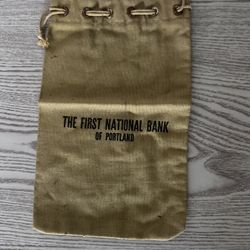 THE FIRST NATIONAL BANK
OF PORTLAND